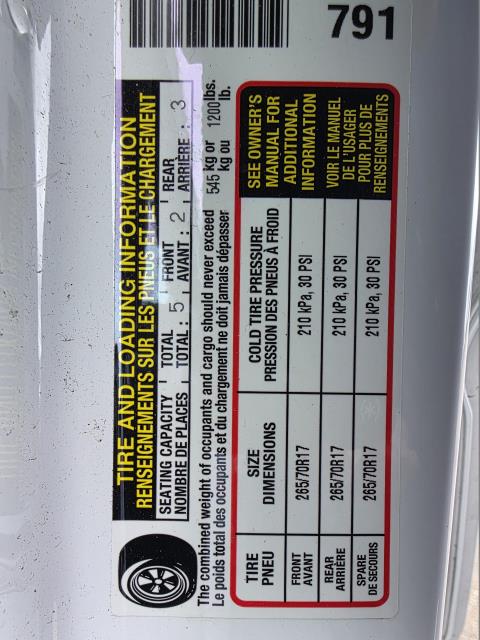 791
TIRE AND LOADING INFORMATION
RENSEIGNEMENTS SUR LES PNEUS ET LE CHARGEMENT
SEATING CAPACITY TOTAL FRONT REAR
NOMBRE DE PLACES TOTAL : 5 AVANT : 2 ARRIÈRE : 3
The combined weight of occupants and cargo should never exceed 545 kg or 1200lbs.
Le poids total des occupants et du chargement ne doit jamais dépasser kg ou lb.
TIRE SIZE COLD TIRE PRESSURE
PNEU DIMENSIONS PRESSION DES PNEUS À FROID
FRONT
AVANT 265/70R17 210 kPa, 30 PSI
REAR
ARRIÈRE 265/70R17 210 kPa, 30 PSI
SPARE
DE SECOURS 265/70R17 210 kPa, 30 PSI
SEE OWNER'S
MANUAL FOR
ADDITIONAL
INFORMATION
VOIR LE MANUEL
DE L'USAGER
POUR PLUS DE
RENSEIGNEMENTS